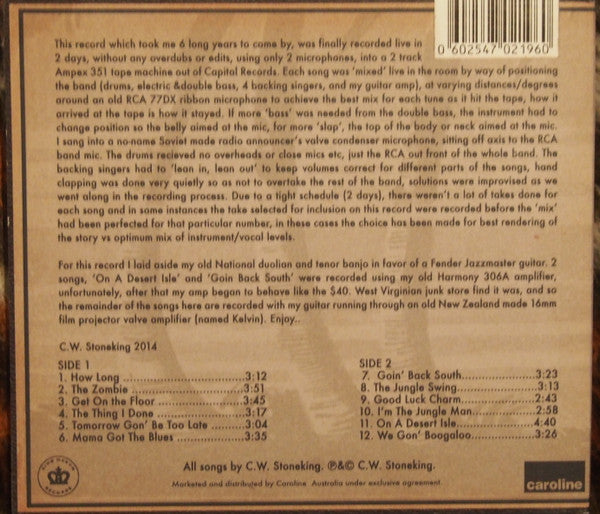 0 602547 021960
This record which took me 6 long years to come by, was finally recorded live in
2 days, without any overdubs or edits, using only 2 microphones, into a 2 track
Ampex 351 tape machine out of Capitol Records. Each song was 'mixed' live in the room by way of positioning
the band (drums, electric &double bass, 4 backing singers, and my guitar amp), at varying distances/degrees
around an old RCA 77DX ribbon microphone to achieve the best mix for each tune as it hit the tape, how it
arrived at the tape is how it stayed. If more 'bass' was needed from the double bass, the instrument had to
change position so the belly aimed at the mic, for more 'slap', the top of the body or neck aimed at the mic.
I sang into a no-name Soviet made radio announcer's valve condenser microphone, sitting off axis to the RCA
band mic. The drums recieved no overheads or close mics etc, just the RCA out front of the whole band. The
backing singers had to 'lean in, lean out' to keep volumes correct for different parts of the songs, hand
clapping was done very quietly so as not to overtake the rest of the band, solutions were improvised as we
went along in the recording process. Due to a tight schedule (2 days), there weren't a lot of takes done for
each song and in some instances the take selected for inclusion on this record were recorded before the 'mix'
had been perfected for that particular number, in these cases the choice has been made for best rendering of
the story vs optimum mix of instrument/vocal levels.
For this record I laid aside my old National duolian and tenor banjo in favor of a Fender Jazzmaster guitar. 2
songs, 'On A Desert Isle' and 'Goin Back South' were recorded using my old Harmony 306A amplifier,
unfortunately, after that my amp began to behave like the $40. West Virginian junk store find it was, and so
the remainder of the songs here are recorded with my guitar running through an old New Zealand made 16mm
film projector valve amplifier (named Kelvin). Enjoy..
C.W. Stoneking 2014
SIDE 1
1. How Long ..........................3:12
2. The Zombie ........................3:51
3. Get On the Floor ..................3:45
4. The Thing I Done ..................3:17
5. Tomorrow Gon' Be Too Late .........3:04
6. Mama Got The Blues ................3:35
SIDE 2
7. Goin' Back South...................3:23
8. The Jungle Swing...................3:13
9. Good Luck Charm....................2:43
10. I'm The Jungle Man................2:58
11. On A Desert Isle..................4:40
12. We Gon' Boogaloo..................3:26
All songs by C.W. Stoneking. ℗&© C.W. Stoneking.
Marketed and distributed by Caroline Australia under exclusive agreement.
KING HOKUM
RECORDS
caroline